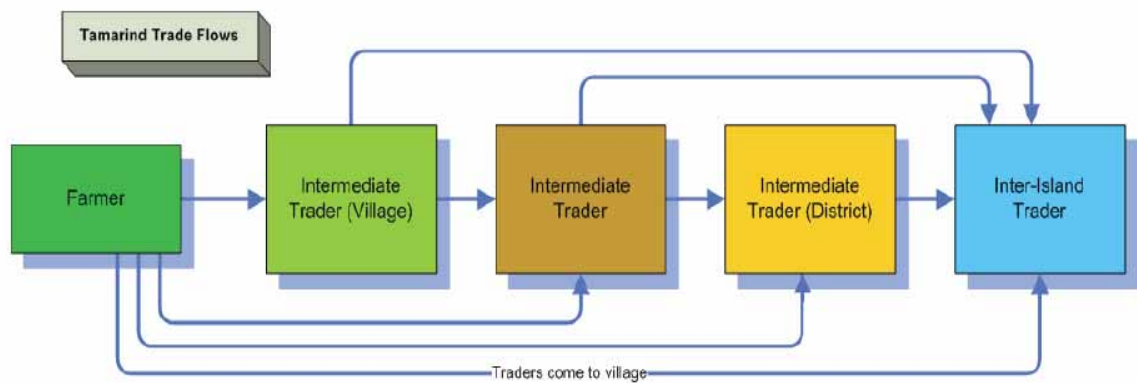 Tamarind Trade Flows
Farmer
Intermediate
Trader (Village)
Intermediate
Trader
Intermediate
Trader (District)
Inter-Island
Trader
Traders come to village